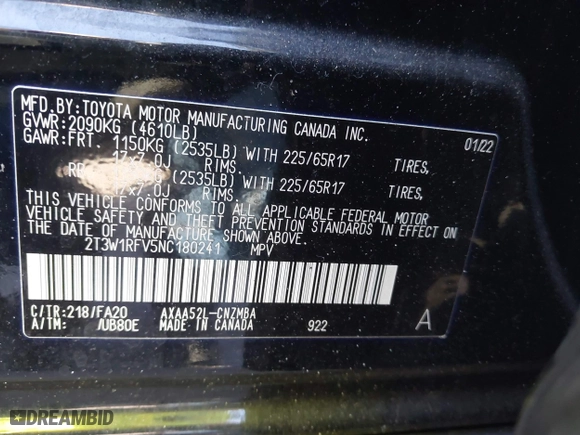 MFD.BY:TOYOTA MOTOR MANUFACTURING CANADA INC.
GVWR:2090KG (4610LB) 01/22
GAWR:FRT. 1150KG (2535LB) WITH 225/65R17 TIRES,
17x7.0J RIMS.
(2535LB) WITH 225/65R17 TIRES,
17x7.0J RIMS.
THIS VEHICLE CONFORMS TO ALL APPLICABLE FEDERAL MOTOR
VEHICLE SAFETY AND THEFT PREVENTION STANDARDS IN EFFECT ON
THE DATE OF MANUFACTURE SHOWN ABOVE.
2T3W1RFV5NC180241 MPV
C/TR:218/FA20 AXAA52L-CNZMBA
A/TM: /UB80E MADE IN CANADA 922 A
DREAMBID